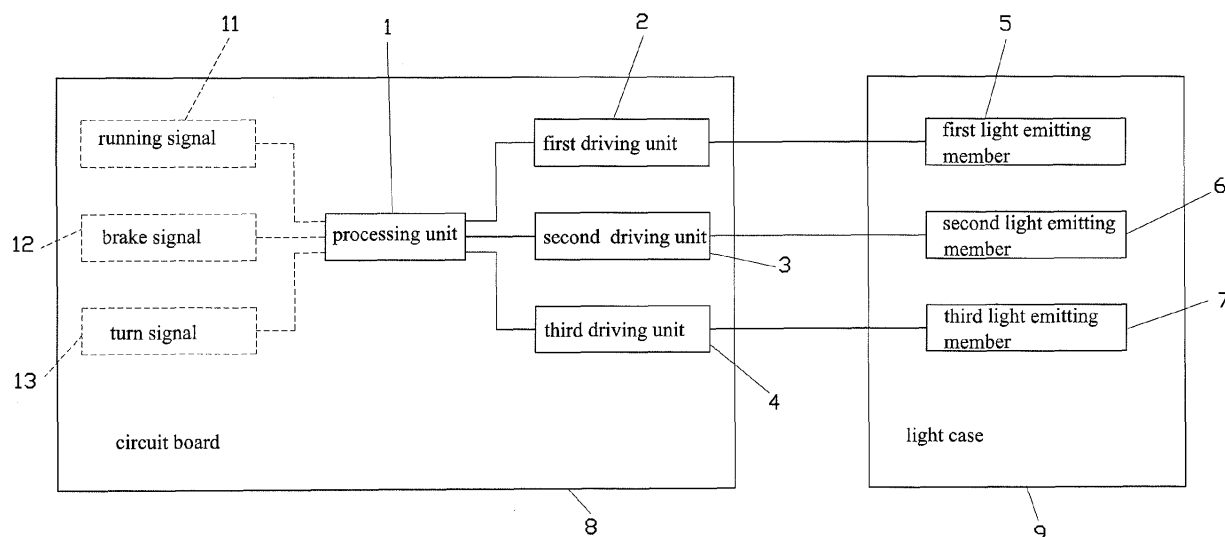 11
1
2
5
running signal
first driving unit
first light emitting
member
6
12
brake signal
processing unit
second driving unit
second light emitting
member
3
7
turn signal
third driving unit
third light emitting
member
13
4
circuit board
light case
8
9